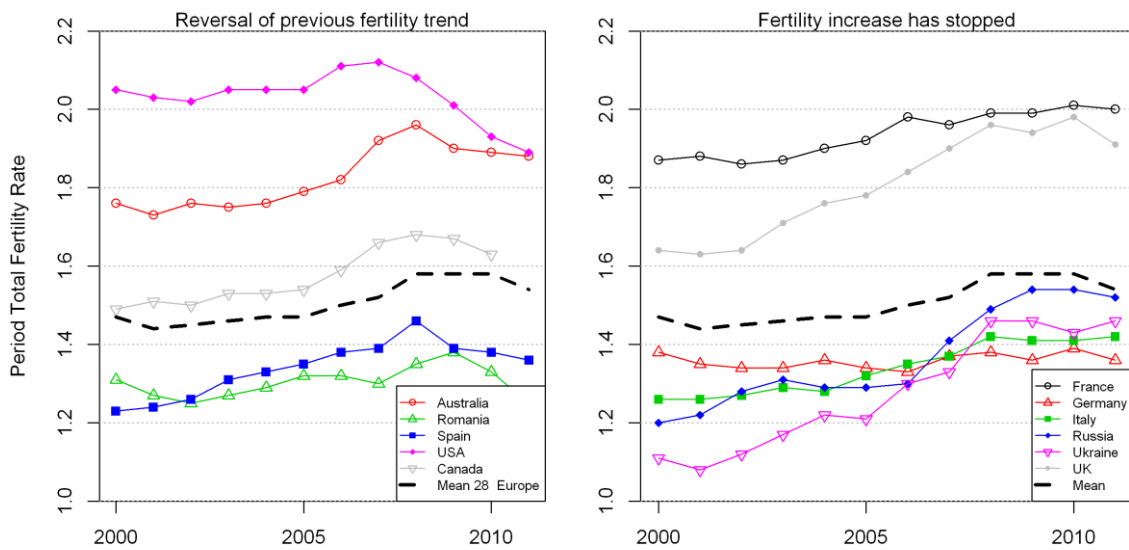 Reversal of previous fertility trend
Period Total Fertility Rate
2.2
2.0
1.8
1.6
1.4
1.2
1.0
2000
2005
2010
Australia
Romania
Spain
USA
Canada
Mean 28 Europe
Fertility increase has stopped
2.2
2.0
1.8
1.6
1.4
1.2
1.0
2000
2005
2010
France
Germany
Italy
Russia
Ukraine
UK
Mean